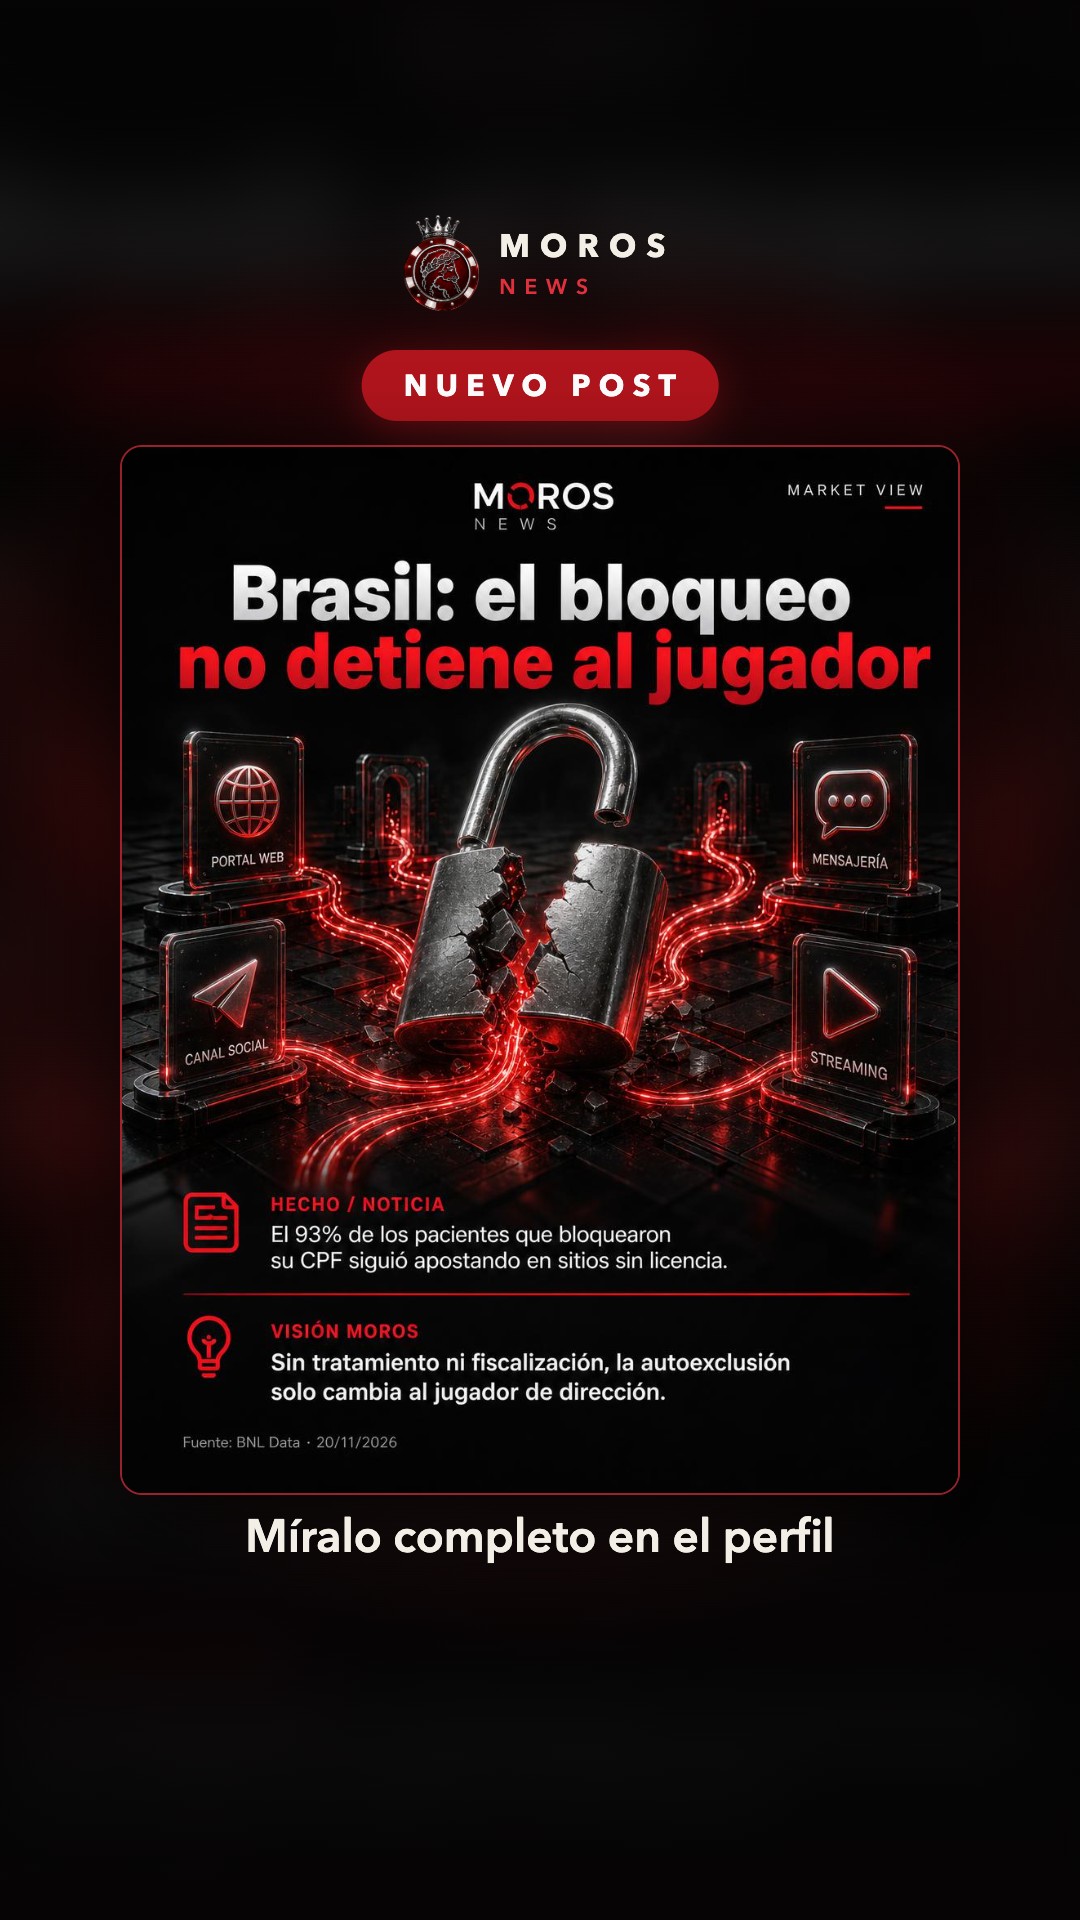 MOROS
NEWS
NUEVO POST
MOROS
NEWS
MARKET VIEW
Brasil: el bloqueo
no detiene al jugador
PORTAL WEB
MENSAJERÍA
CANAL SOCIAL
STREAMING
HECHO / NOTICIA
El 93% de los pacientes que bloquearon
su CPF siguió apostando en sitios sin licencia.
VISIÓN MOROS
Sin tratamiento ni fiscalización, la autoexclusión
solo cambia al jugador de dirección.
Fuente: BNL Data · 20/11/2026
Míralo completo en el perfil